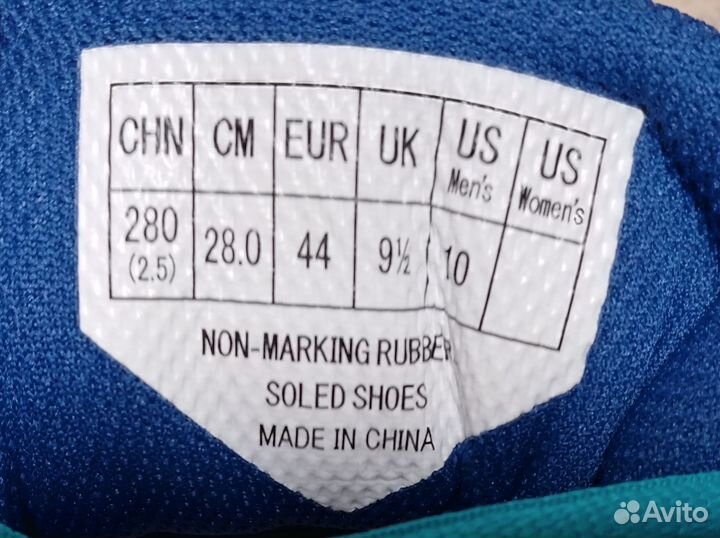 CHN CM EUR UK US Men's US Women's
280 (2.5) 28.0 44 9½ 10
NON-MARKING RUBBER
SOLED SHOES
MADE IN CHINA
Avito